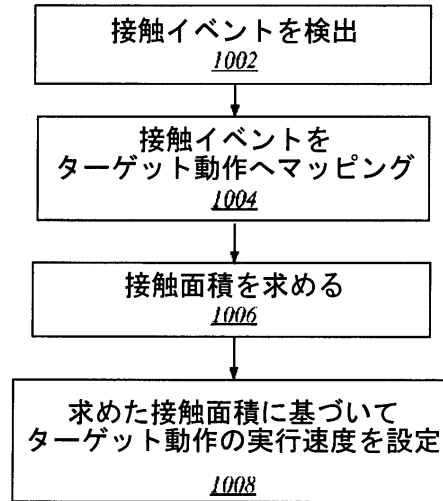 接触イベントを検出
1002
接触イベントを
ターゲット動作へマッピング
1004
接触面積を求める
1006
求めた接触面積に基づいて
ターゲット動作の実行速度を設定
1008